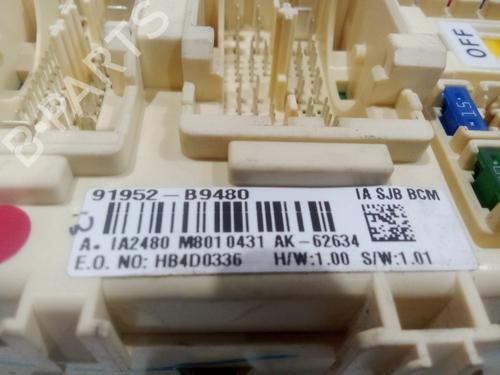 OFF
15
B-PARTS
91952-B9480
IA SJB BCM
A. IA2480 M8010431 AK-62634
E.O. NO: HB4D0336 H/W:1.00 S/W:1.01